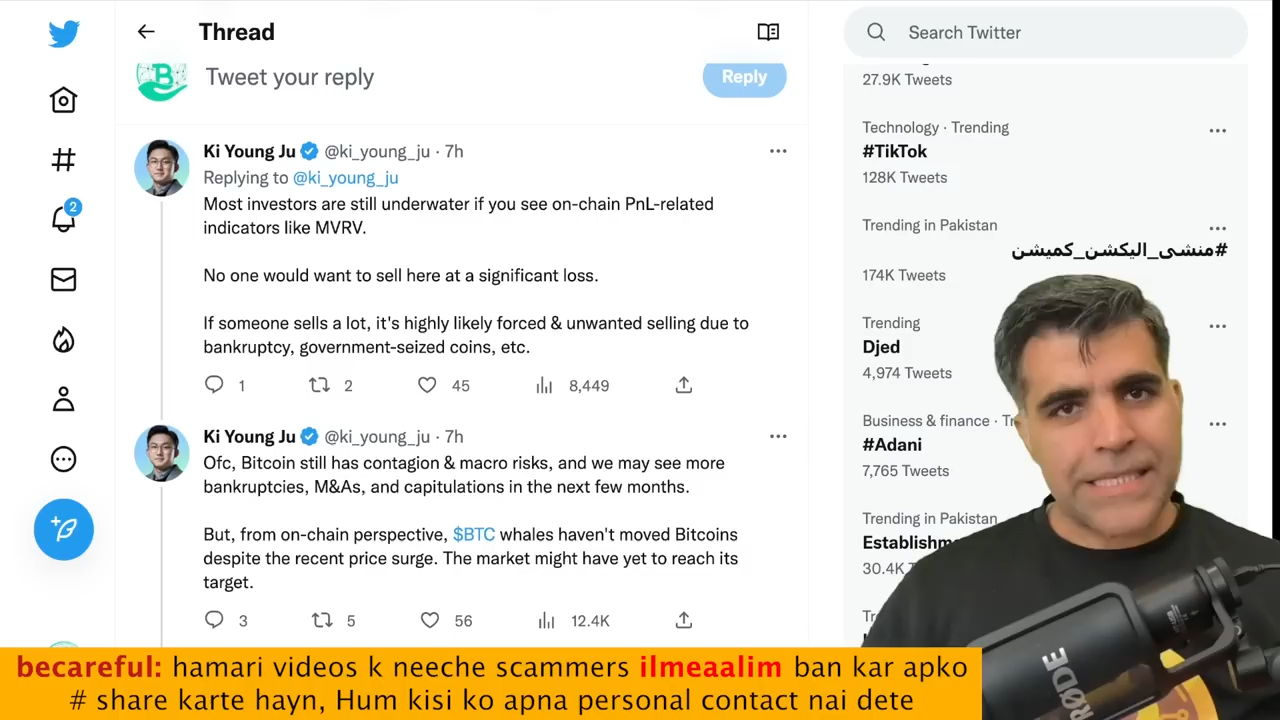 Thread
Tweet your reply
Reply
Ki Young Ju @ki_young_ju · 7h
Replying to @ki_young_ju
Most investors are still underwater if you see on-chain PnL-related
indicators like MVRV.
No one would want to sell here at a significant loss.
If someone sells a lot, it's highly likely forced & unwanted selling due to
bankruptcy, government-seized coins, etc.
1 2 45 8,449
Ki Young Ju @ki_young_ju · 7h
Ofc, Bitcoin still has contagion & macro risks, and we may see more
bankruptcies, M&As, and capitulations in the next few months.
But, from on-chain perspective, $BTC whales haven't moved Bitcoins
despite the recent price surge. The market might have yet to reach its
target.
3 5 56 12.4K
2
Search Twitter
27.9K Tweets
Technology · Trending
#TikTok
128K Tweets
Trending in Pakistan
#منشی_الیکشن_کمیشن
174K Tweets
Trending
Djed
4,974 Tweets
Business & finance ·
#Adani
7,765 Tweets
Trending in Pakistan
30.4K
RØDE
becareful: hamari videos k neeche scammers ilmeaalim ban kar apko
# share karte hayn, Hum kisi ko apna personal contact nai dete